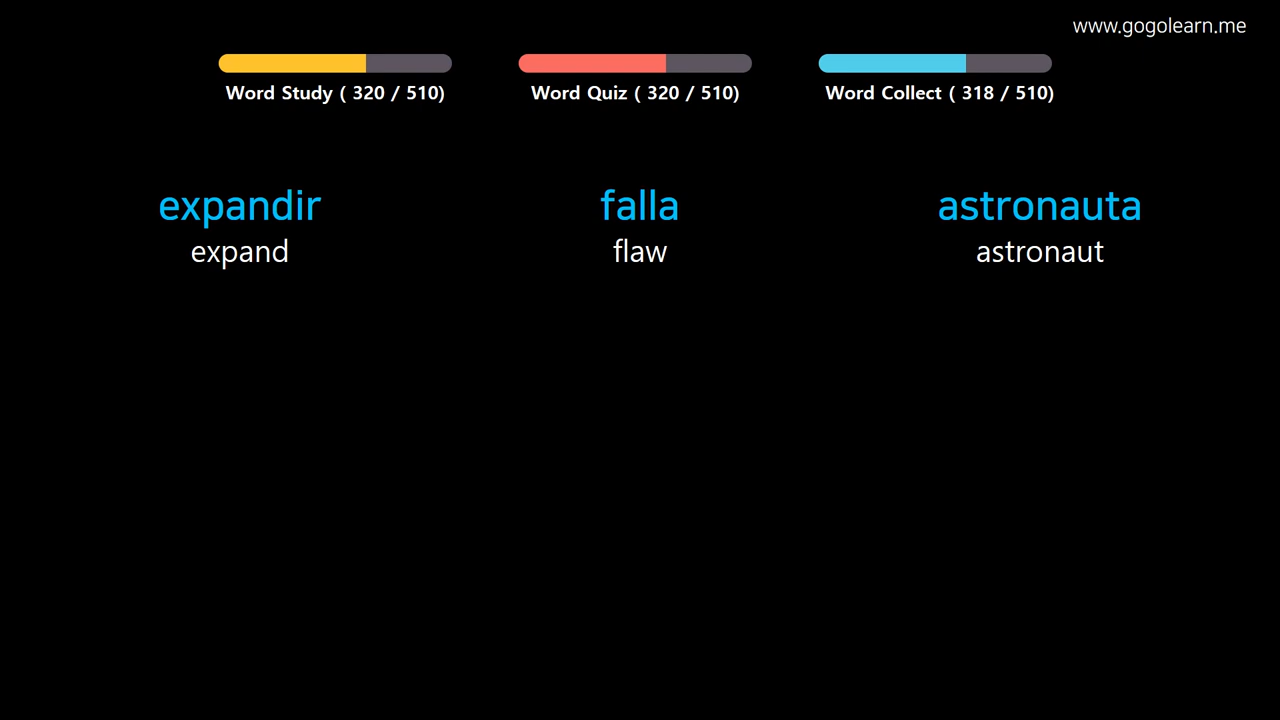 www.gogolearn.me
Word Study ( 320 / 510)
Word Quiz ( 320 / 510)
Word Collect ( 318 / 510)
expandir
expand
falla
flaw
astronauta
astronaut